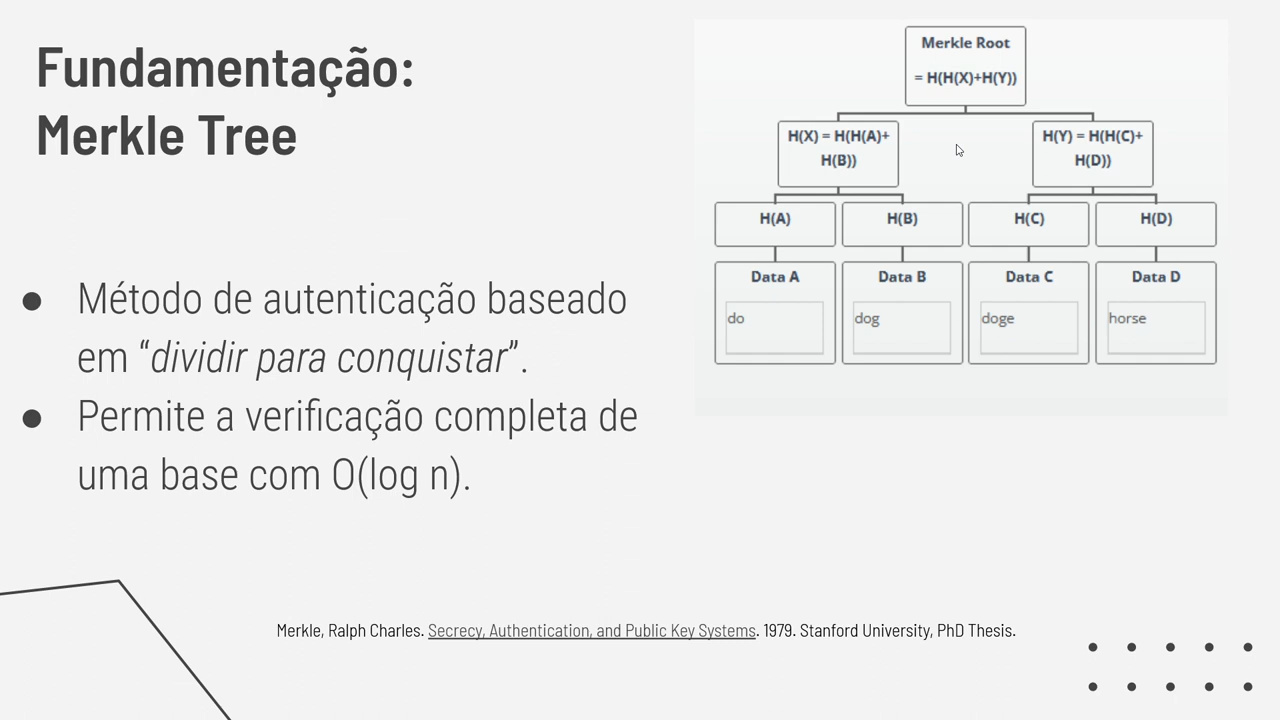 Fundamentação:
Merkle Tree
● Método de autenticação baseado
em “dividir para conquistar”.
● Permite a verificação completa de
uma base com O(log n).
Merkle Root
= H(H(X)+H(Y))
H(X) = H(H(A)+
H(B))
H(Y) = H(H(C)+
H(D))
H(A)
H(B)
H(C)
H(D)
Data A
Data B
Data C
Data D
do
dog
doge
horse
Merkle, Ralph Charles. Secrecy, Authentication, and Public Key Systems. 1979. Stanford University, PhD Thesis.